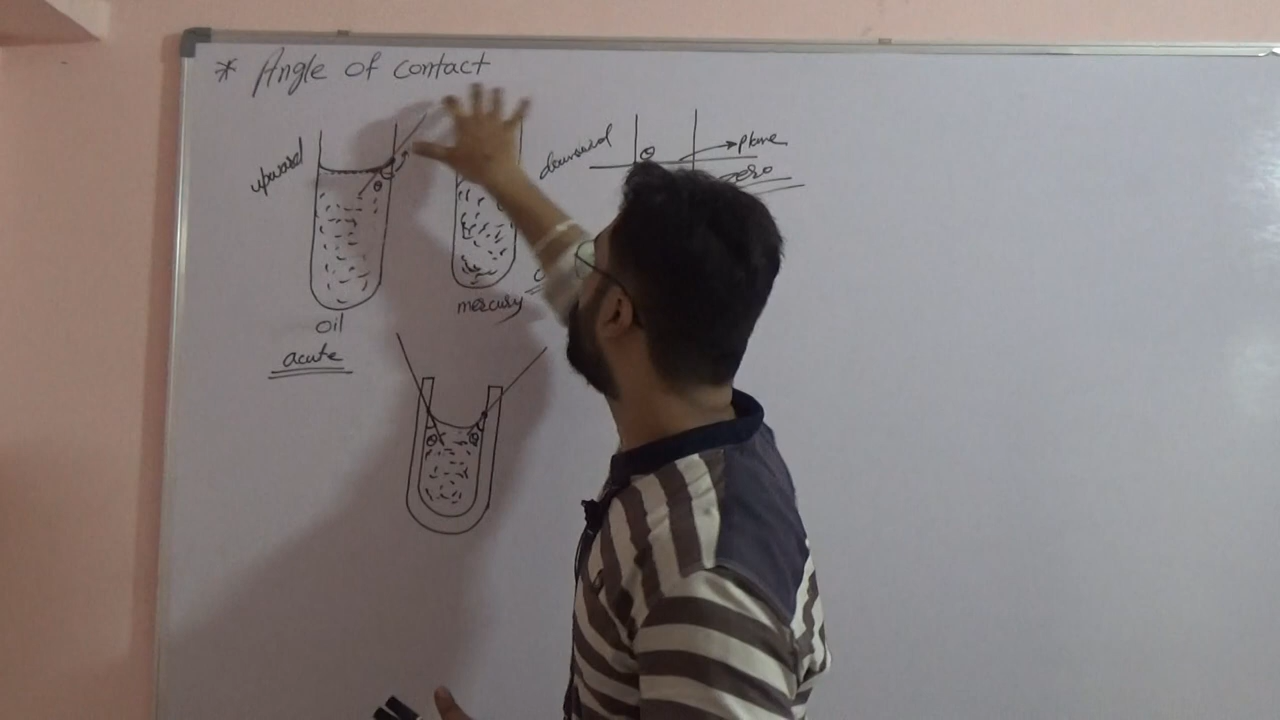 * Angle of contact
upward
downward
θ
plane
zero
θ
mercury
oil
acute
θ
θ